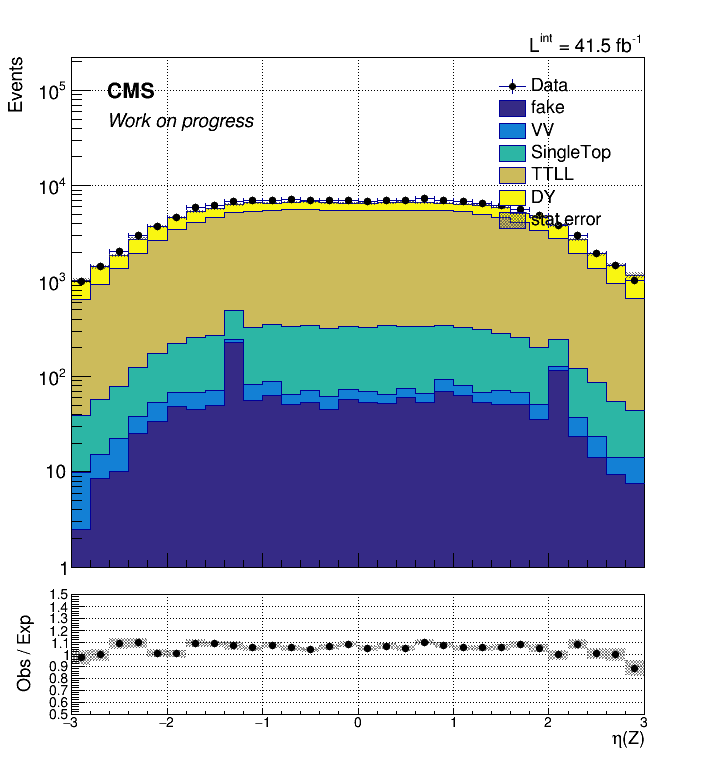 L^int = 41.5 fb^-1
Events
CMS
Work on progress
Data
fake
VV
SingleTop
TTLL
DY
stat.error
10^5
10^4
10^3
10^2
10
1
Obs / Exp
1.5
1.4
1.3
1.2
1.1
1
0.9
0.8
0.7
0.6
0.5
−3 −2 −1 0 1 2 3
η(Z)